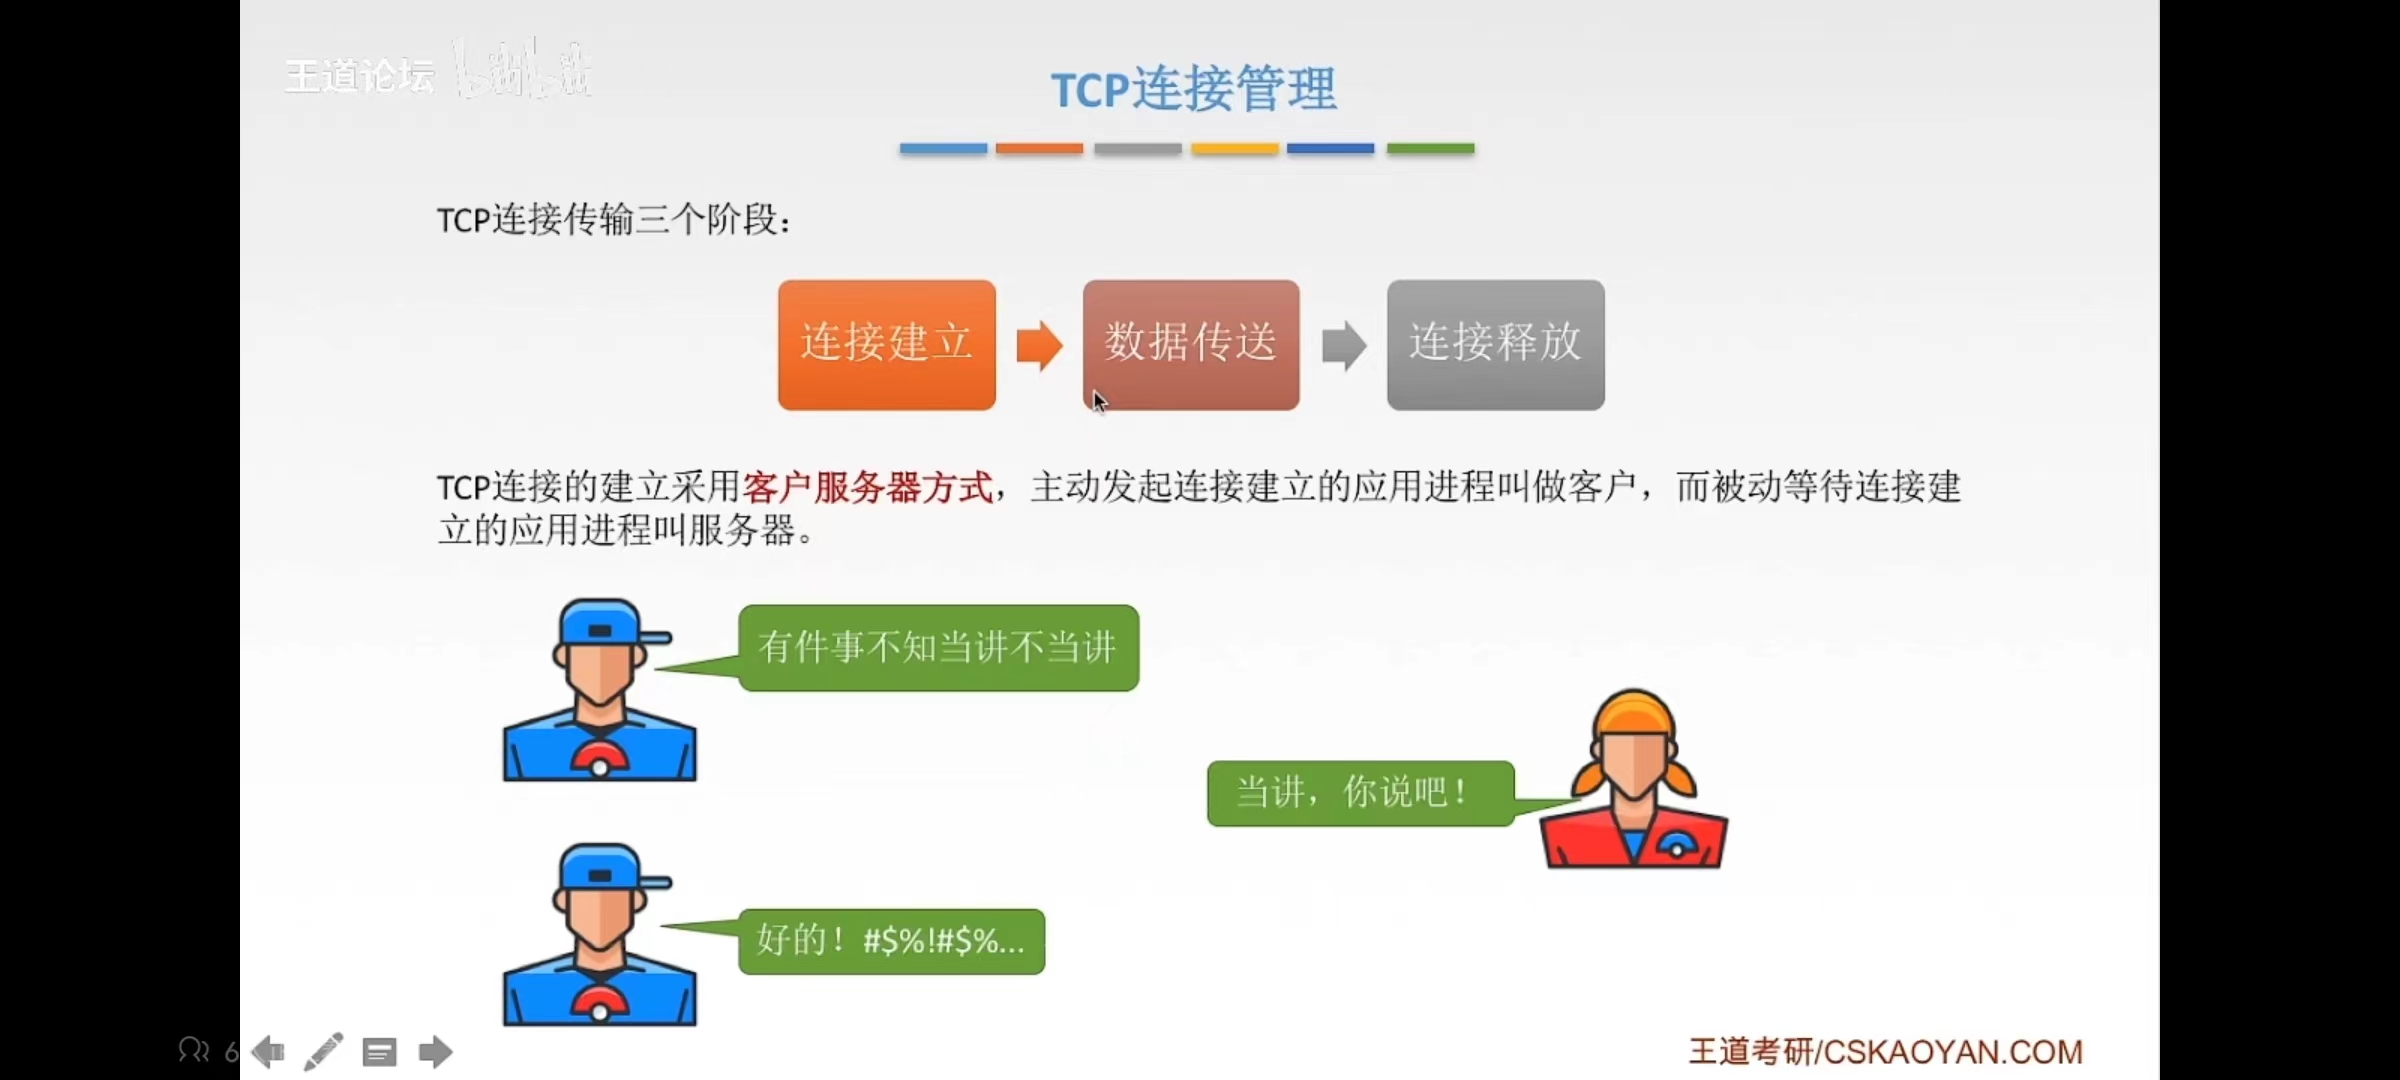 王道论坛 bilibili
TCP连接管理
TCP连接传输三个阶段：
连接建立
数据传送
连接释放
TCP连接的建立采用客户服务器方式，主动发起连接建立的应用进程叫做客户，而被动等待连接建
立的应用进程叫服务器。
有件事不知当讲不当讲
当讲，你说吧！
好的！#$%!#$%...
6
王道考研/CSKAOYAN.COM